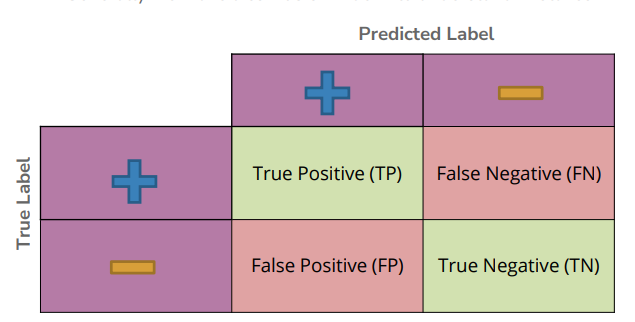 Predicted Label
True Label
True Positive (TP)
False Negative (FN)
False Positive (FP)
True Negative (TN)